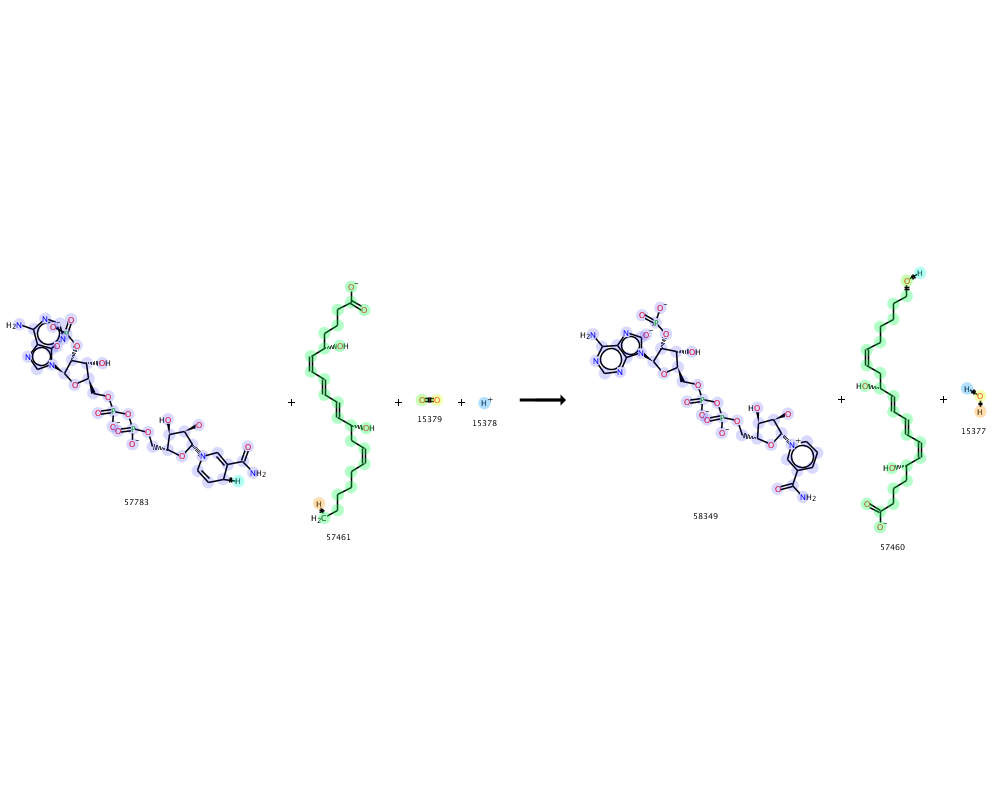 57783
+
57461
+
15379
+
15378
58349
+
57460
+
15377
H₂N
N
N
N
N
O
O⁻
O
O
P
OH
O
O
O
P
O
O⁻
O
P
O⁻
O
HO
O
O
N
O
NH₂
H
O⁻
O
OH
OH
H
H₂C
O
O
H⁺
H₂N
N
N
N
N
O⁻
O
P
O⁻
O
OH
O
O
O
P
O
O⁻
O
P
O⁻
O
HO
O
O
N⁺
O
NH₂
H
O
HO
HO
O
O⁻
H
O
H